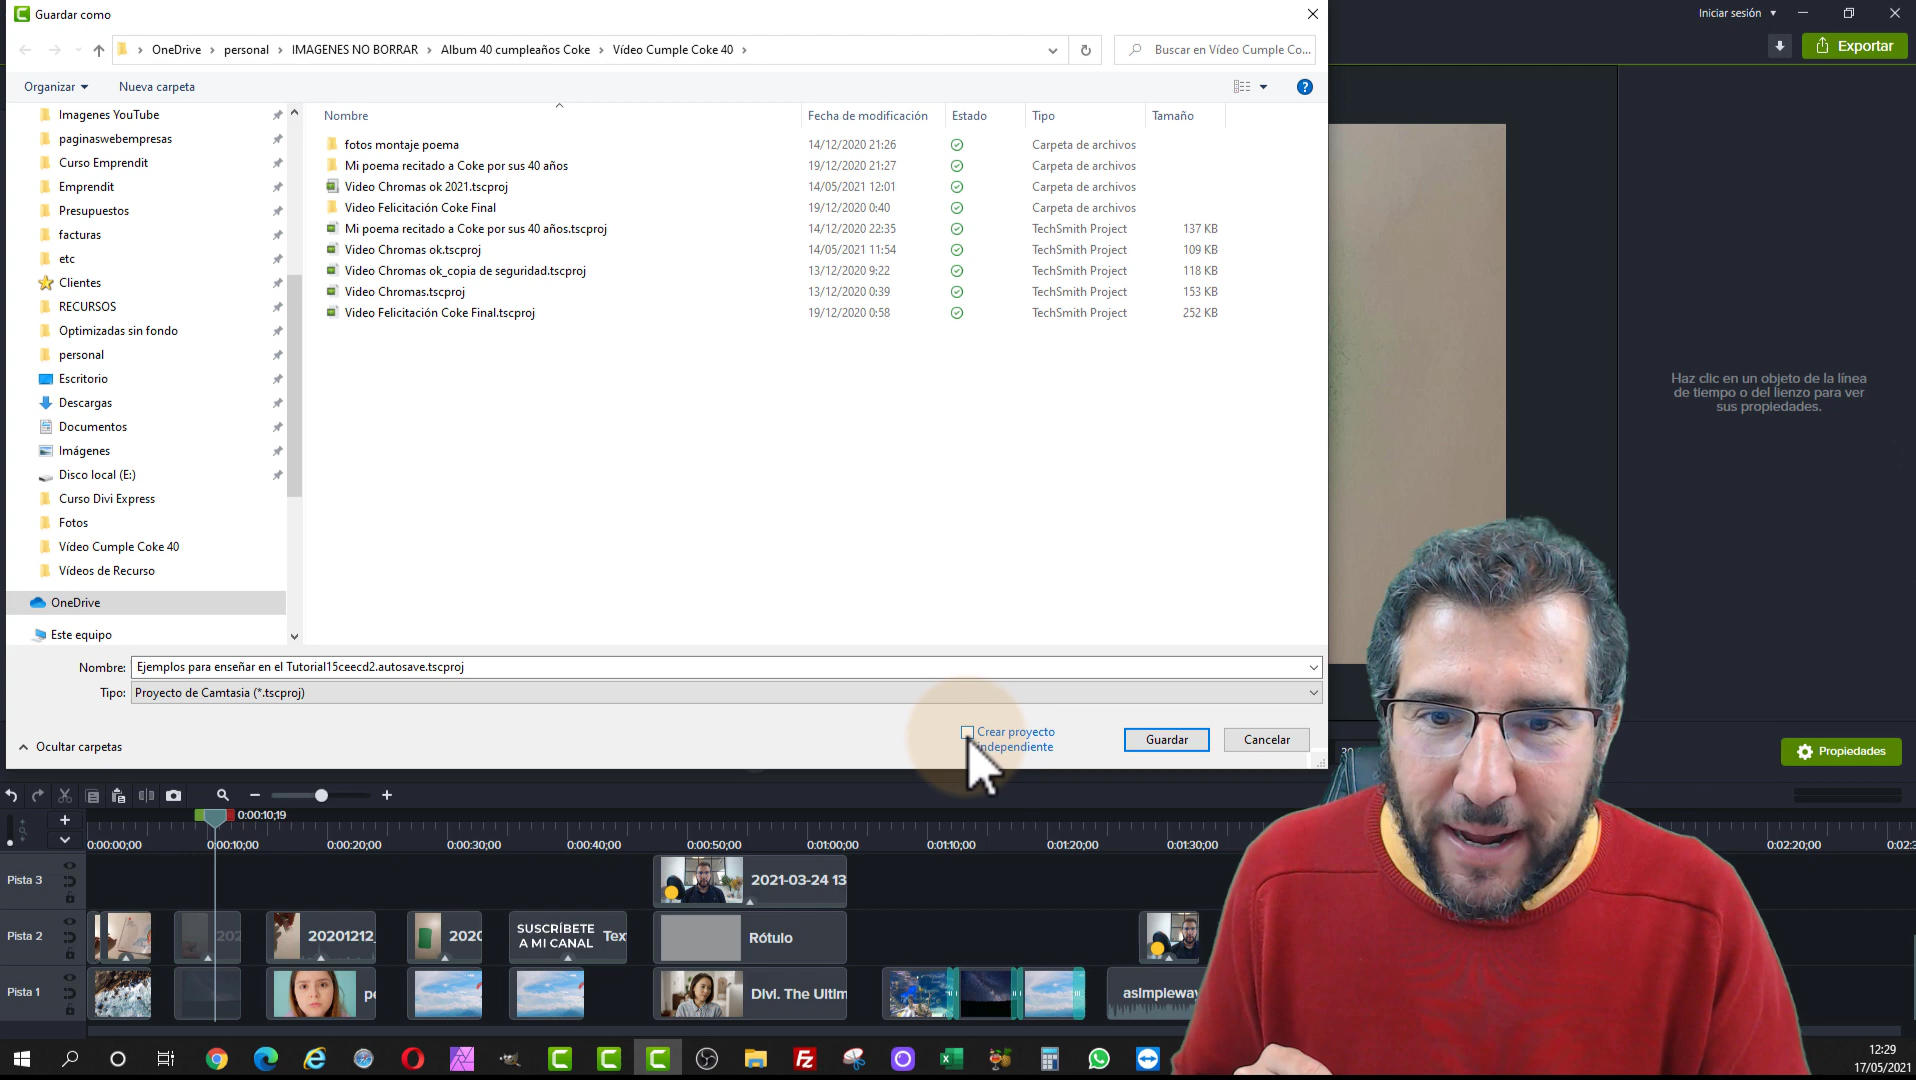 Guardar como
Iniciar sesión
Exportar
OneDrive
personal
IMAGENES NO BORRAR
Album 40 cumpleaños Coke
Vídeo Cumple Coke 40
Buscar en Vídeo Cumple Co...
Organizar
Nueva carpeta
Nombre
Fecha de modificación
Estado
Tipo
Tamaño
Imagenes YouTube
paginaswebempresas
Curso Emprendit
Emprendit
Presupuestos
facturas
etc
Clientes
RECURSOS
Optimizadas sin fondo
personal
Escritorio
Descargas
Documentos
Imágenes
Disco local (E:)
Curso Divi Express
Fotos
Vídeo Cumple Coke 40
Vídeos de Recurso
OneDrive
Este equipo
fotos montaje poema 14/12/2020 21:26 Carpeta de archivos
Mi poema recitado a Coke por sus 40 años 19/12/2020 21:27 Carpeta de archivos
Video Chromas ok 2021.tscproj 14/05/2021 12:01 Carpeta de archivos
Video Felicitación Coke Final 19/12/2020 0:40 Carpeta de archivos
Mi poema recitado a Coke por sus 40 años.tscproj 14/12/2020 22:35 TechSmith Project 137 KB
Video Chromas ok.tscproj 14/05/2021 11:54 TechSmith Project 109 KB
Video Chromas ok_copia de seguridad.tscproj 13/12/2020 9:22 TechSmith Project 118 KB
Video Chromas.tscproj 13/12/2020 0:39 TechSmith Project 153 KB
Video Felicitación Coke Final.tscproj 19/12/2020 0:58 TechSmith Project 252 KB
Haz clic en un objeto de la línea
de tiempo o del lienzo para ver
sus propiedades.
Nombre: Ejemplos para enseñar en el Tutorial15ceecd2.autosave.tscproj
Tipo: Proyecto de Camtasia (*.tscproj)
Ocultar carpetas
Crear proyecto
independiente
Guardar
Cancelar
Propiedades
0:00:10;19
0:00:00;00
0:00:10;00
0:00:20;00
0:00:30;00
0:00:40;00
0:00:50;00
0:01:00;00
0:01:10;00
0:01:20;00
0:01:30;00
0:02:20;00
Pista 3
2021-03-24 13
Pista 2
202
20201212_
2020
SUSCRÍBETE
A MI CANAL
Tex
Rótulo
Pista 1
Divi. The Ultim
asimpleway
12:29
17/05/2021